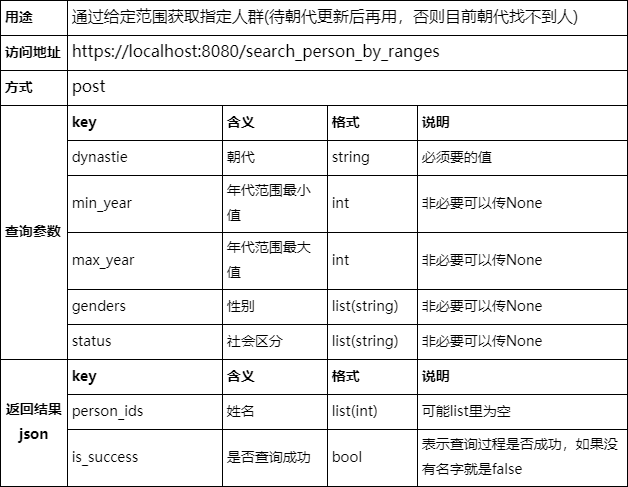 用途 通过给定范围获取指定人群(待朝代更新后再用，否则目前朝代找不到人)
访问地址 https://localhost:8080/search_person_by_ranges
方式 post
查询参数 key 含义 格式 说明
dynastie 朝代 string 必须要的值
min_year 年代范围最小值 int 非必要可以传None
max_year 年代范围最大值 int 非必要可以传None
genders 性别 list(string) 非必要可以传None
status 社会区分 list(string) 非必要可以传None
返回结果json key 含义 格式 说明
person_ids 姓名 list(int) 可能list里为空
is_success 是否查询成功 bool 表示查询过程是否成功，如果没有名字就是false